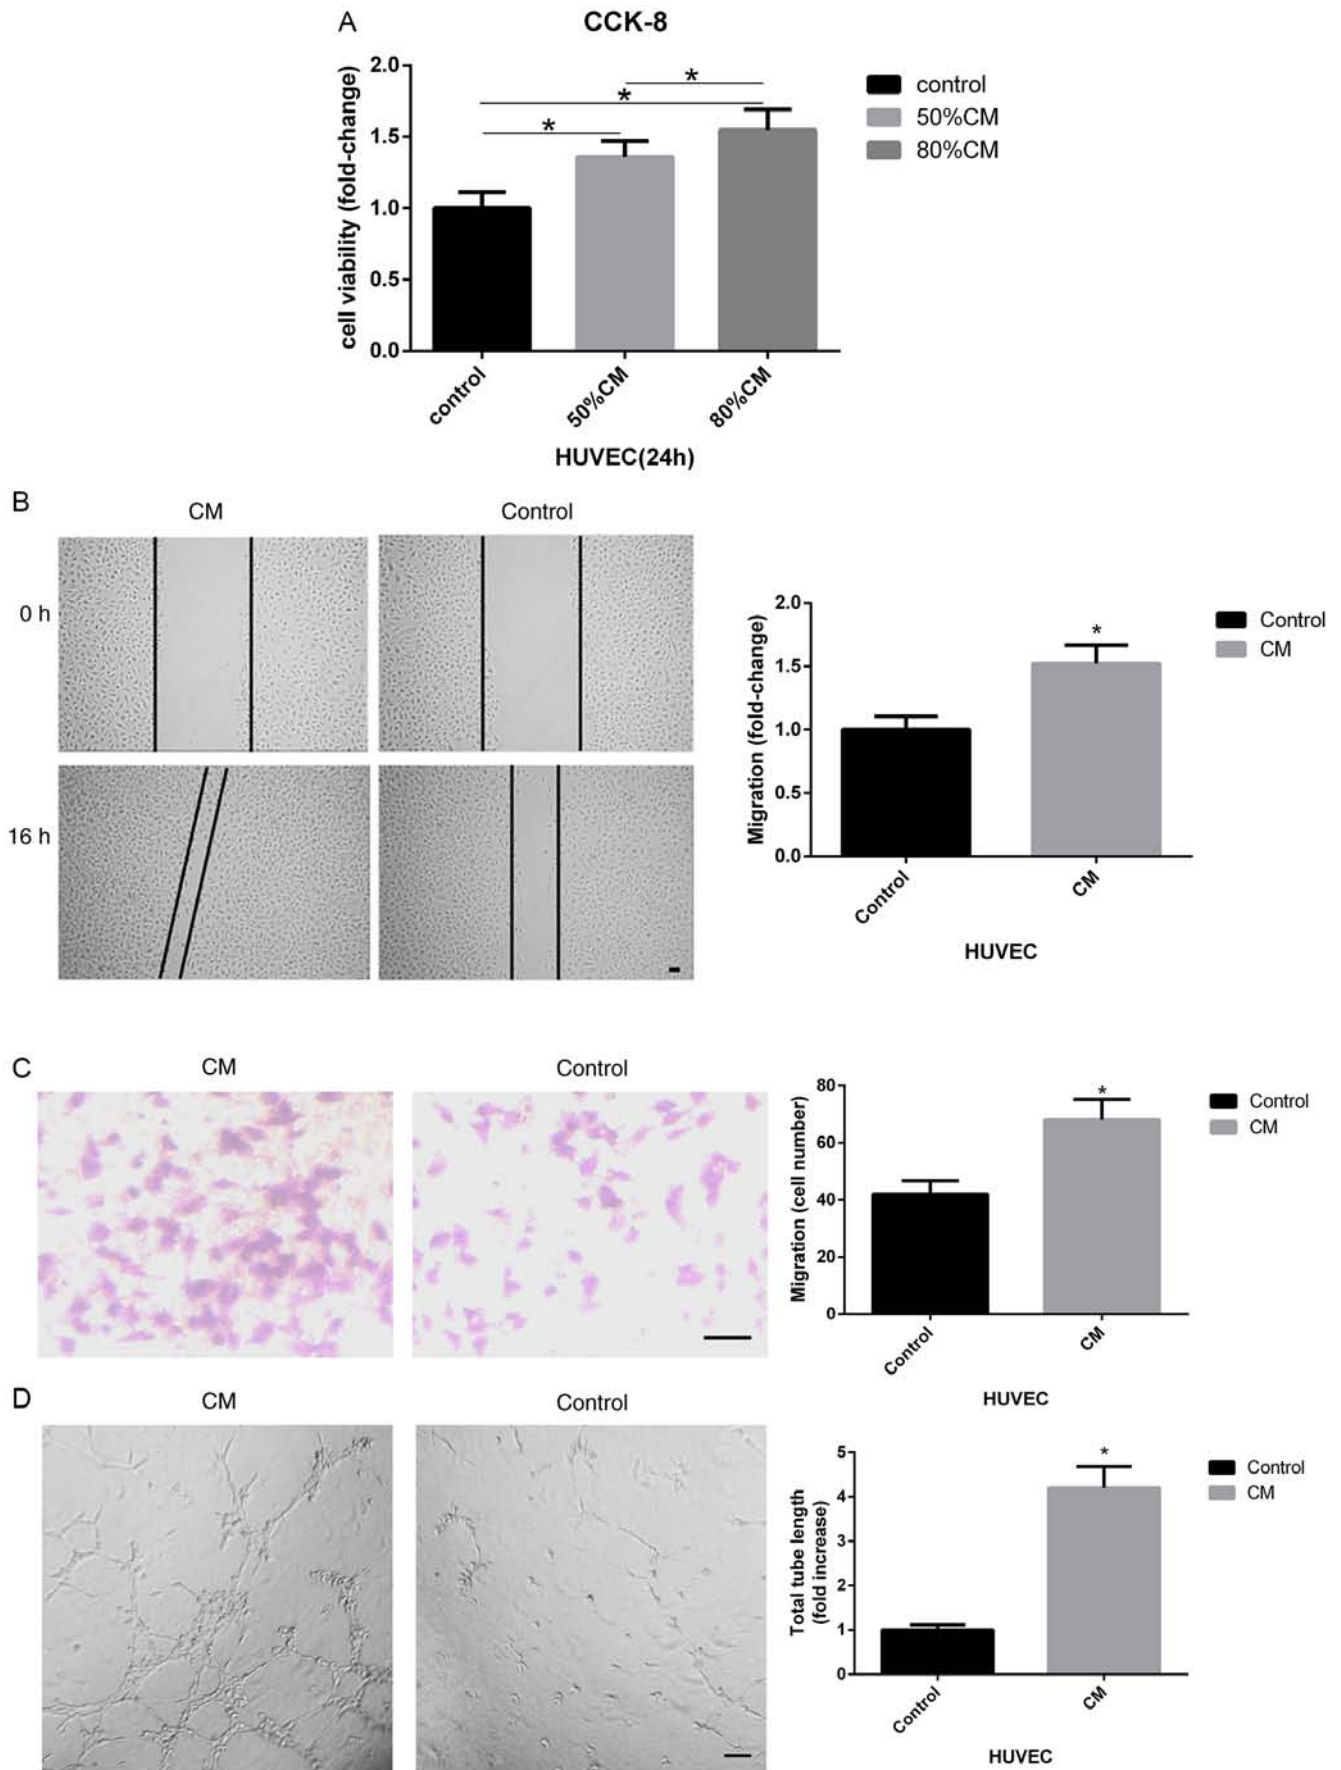 A
CCK-8
cell viability (fold-change)
2.0
1.5
1.0
0.5
0.0
*
*
*
control
50%CM
80%CM
control
50%CM
80%CM
HUVEC(24h)
B
CM
Control
0 h
16 h
Migration (fold-change)
2.0
1.5
1.0
0.5
0.0
*
Control
CM
Control
CM
HUVEC
C
CM
Control
Migration (cell number)
80
60
40
20
0
*
Control
CM
Control
CM
HUVEC
D
CM
Control
Total tube length
(fold increase)
5
4
3
2
1
0
*
Control
CM
Control
CM
HUVEC